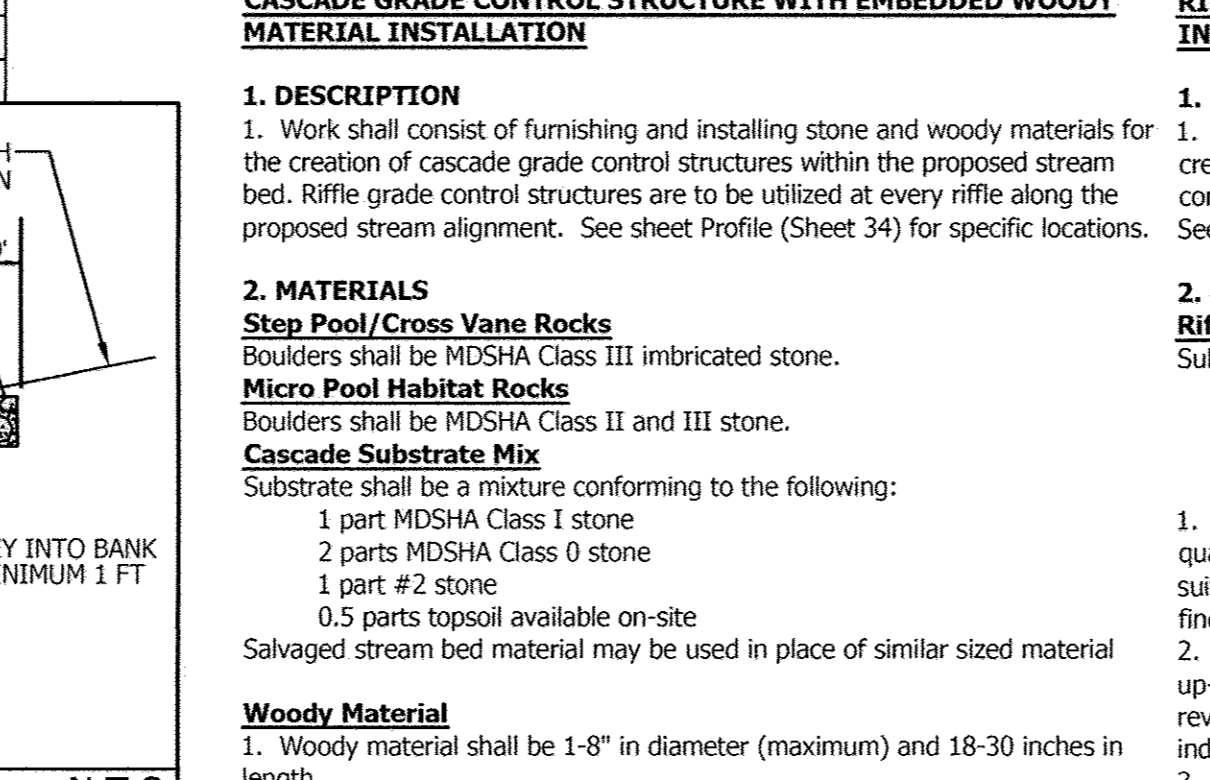 CASCADE GRADE CONTROL STRUCTURE WITH EMBEDDED WOODY
MATERIAL INSTALLATION
1. DESCRIPTION
1. Work shall consist of furnishing and installing stone and woody materials for
the creation of cascade grade control structures within the proposed stream
bed. Riffle grade control structures are to be utilized at every riffle along the
proposed stream alignment. See sheet Profile (Sheet 34) for specific locations.
2. MATERIALS
Step Pool/Cross Vane Rocks
Boulders shall be MDSHA Class III imbricated stone.
Micro Pool Habitat Rocks
Boulders shall be MDSHA Class II and III stone.
Cascade Substrate Mix
Substrate shall be a mixture conforming to the following:
1 part MDSHA Class I stone
2 parts MDSHA Class 0 stone
1 part #2 stone
0.5 parts topsoil available on-site
Salvaged stream bed material may be used in place of similar sized material
Woody Material
1. Woody material shall be 1-8" in diameter (maximum) and 18-30 inches in
length
INTO BANK
1 FT
1.
1.
2.
1.
2.